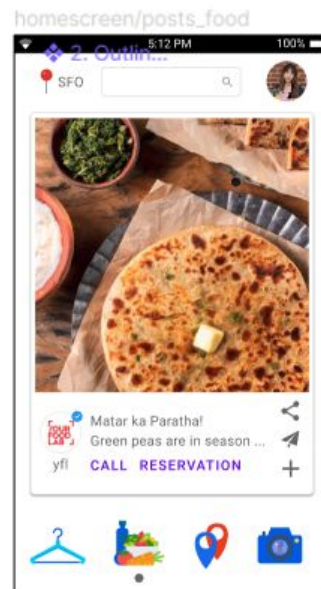 homescreen/posts_food
5:12 PM
100%
2. Outlin...
SFO
Matar ka Paratha!
YOUR
FOOD
LAB
Green peas are in season ...
yfl
CALL RESERVATION